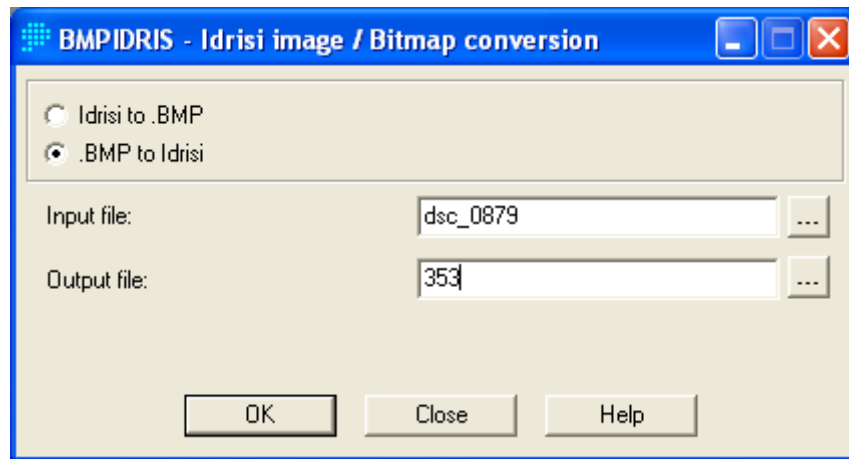 BMPIDRIS - Idrisi image / Bitmap conversion
Idrisi to .BMP
.BMP to Idrisi
Input file: dsc_0879 ...
Output file: 353 ...
OK Close Help